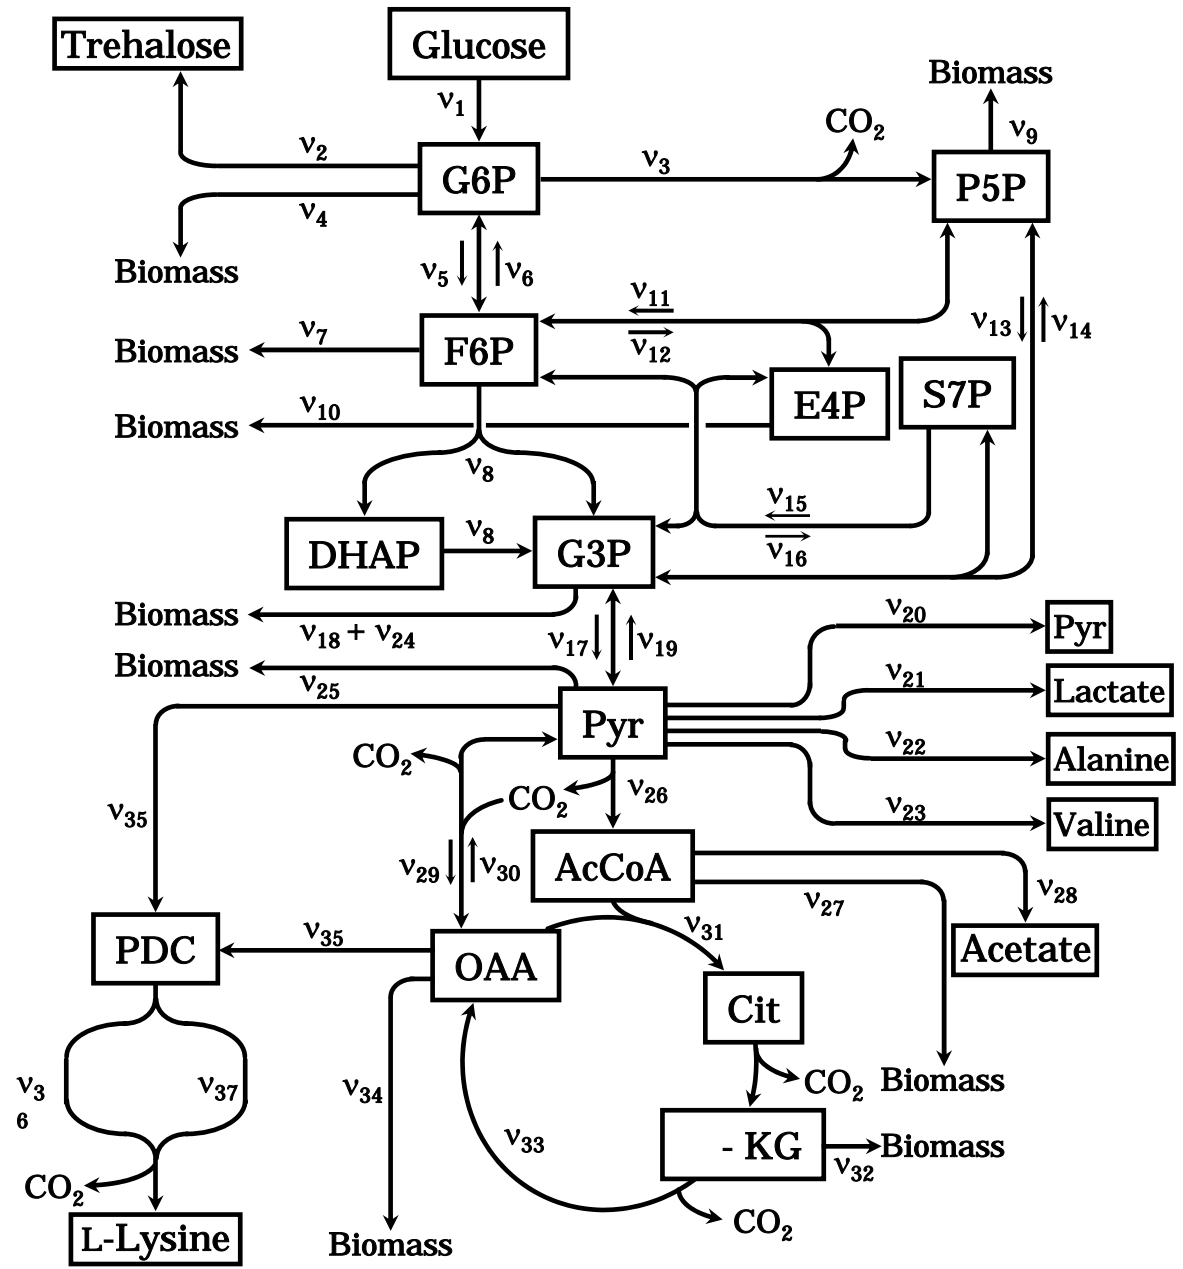 Trehalose
Glucose
Biomass
ν1
ν9
CO2
ν2
ν3
G6P
P5P
ν4
Biomass
ν5
ν6
ν11
ν13
ν14
ν7
Biomass
F6P
ν12
S7P
ν10
E4P
Biomass
ν8
ν15
DHAP
ν8
G3P
ν16
ν20
Biomass
ν18 + ν24
ν17
ν19
Pyr
Biomass
ν25
ν21
Lactate
Pyr
ν22
CO2
Alanine
CO2
ν26
ν23
Valine
ν35
ν29
ν30
AcCoA
ν28
ν27
ν35
ν31
PDC
OAA
Acetate
Cit
ν36
ν37
ν34
CO2
Biomass
ν33
- KG
Biomass
ν32
CO2
CO2
L-Lysine
Biomass